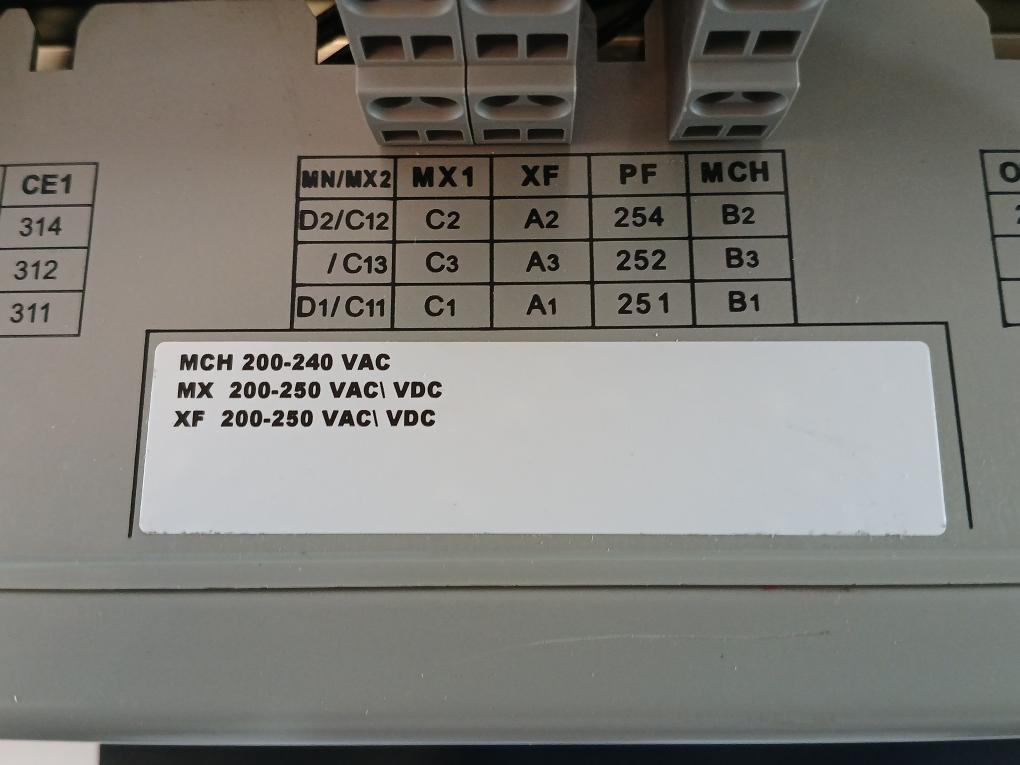 CE1 MN/MX2 MX1 XF PF MCH O
314 D2/C12 C2 A2 254 B2
312 /C13 C3 A3 252 B3
311 D1/C11 C1 A1 251 B1
MCH 200-240 VAC
MX 200-250 VAC\ VDC
XF 200-250 VAC\ VDC